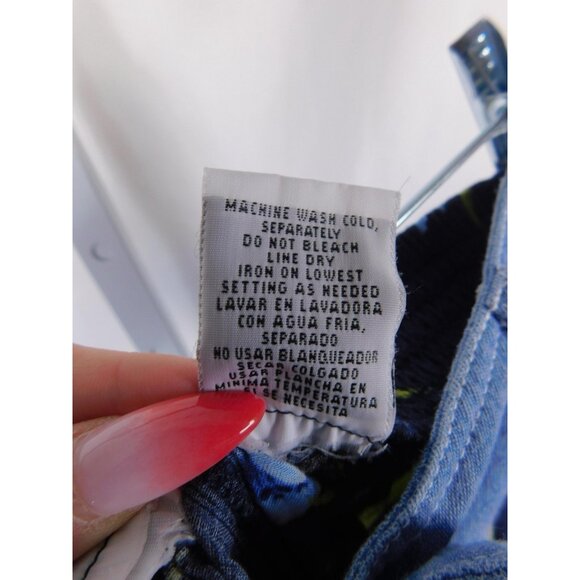 MACHINE WASH COLD,
SEPARATELY
DO NOT BLEACH
LINE DRY
IRON ON LOWEST
SETTING AS NEEDED
LAVAR EN LAVADORA
CON AGUA FRIA,
SEPARADO
NO USAR BLANQUEADOR
SECAR COLGADO
USAR PLANCHA EN
MINIMA TEMPERATURA
SE NECESITA